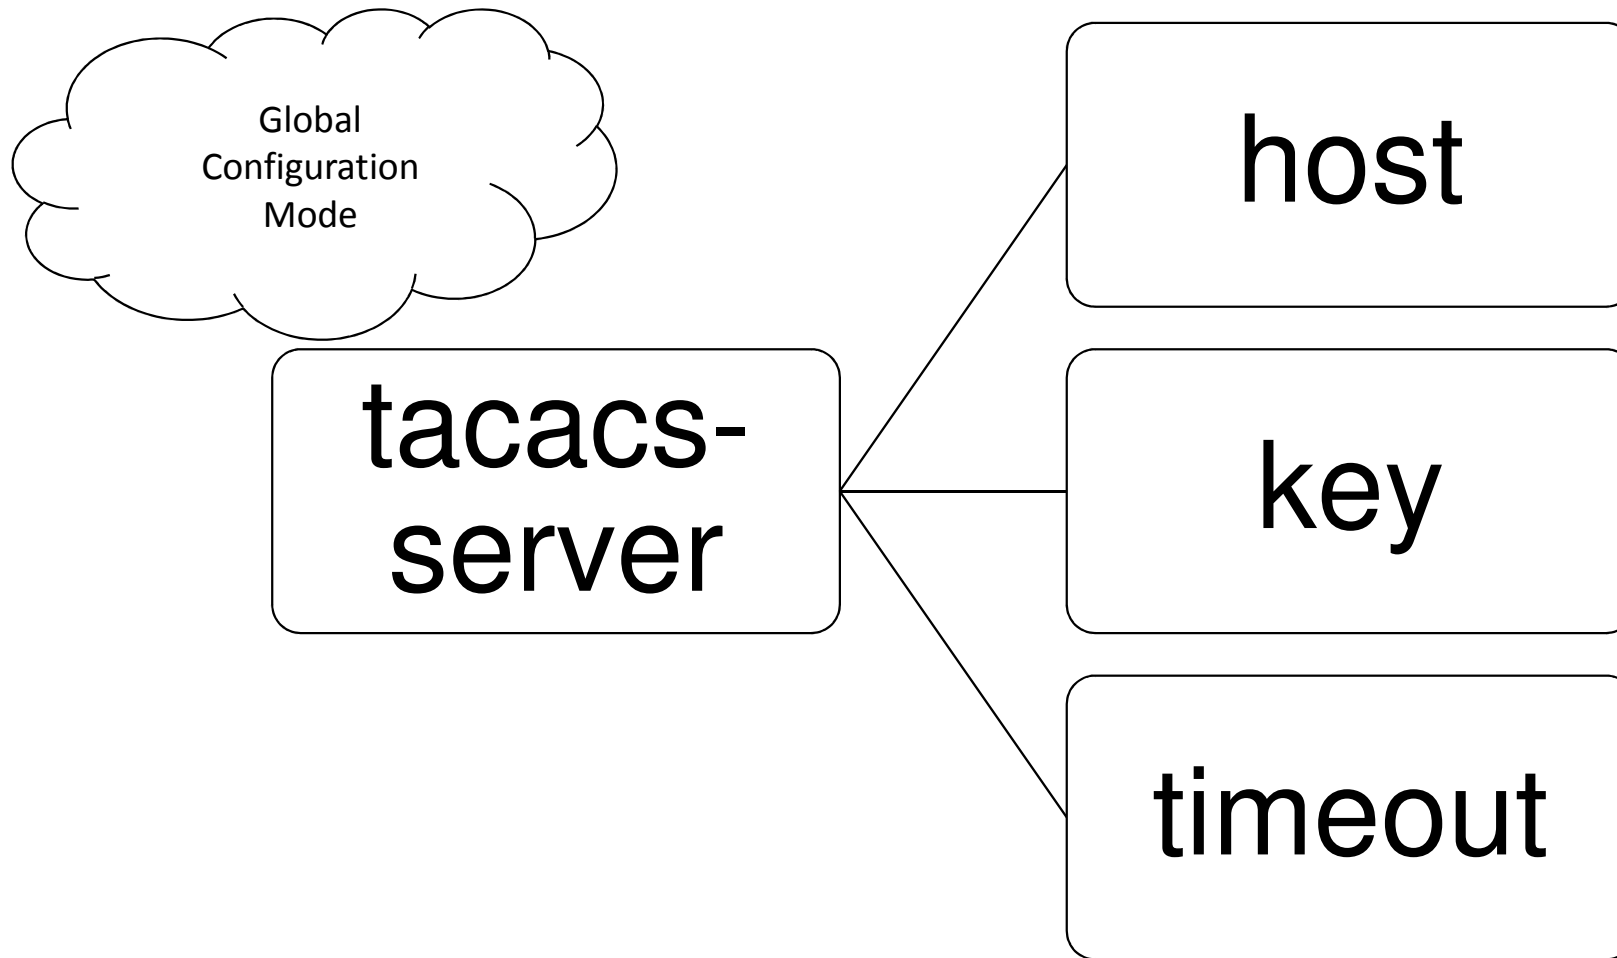 Global
Configuration
Mode
tacacs-
server
host
key
timeout